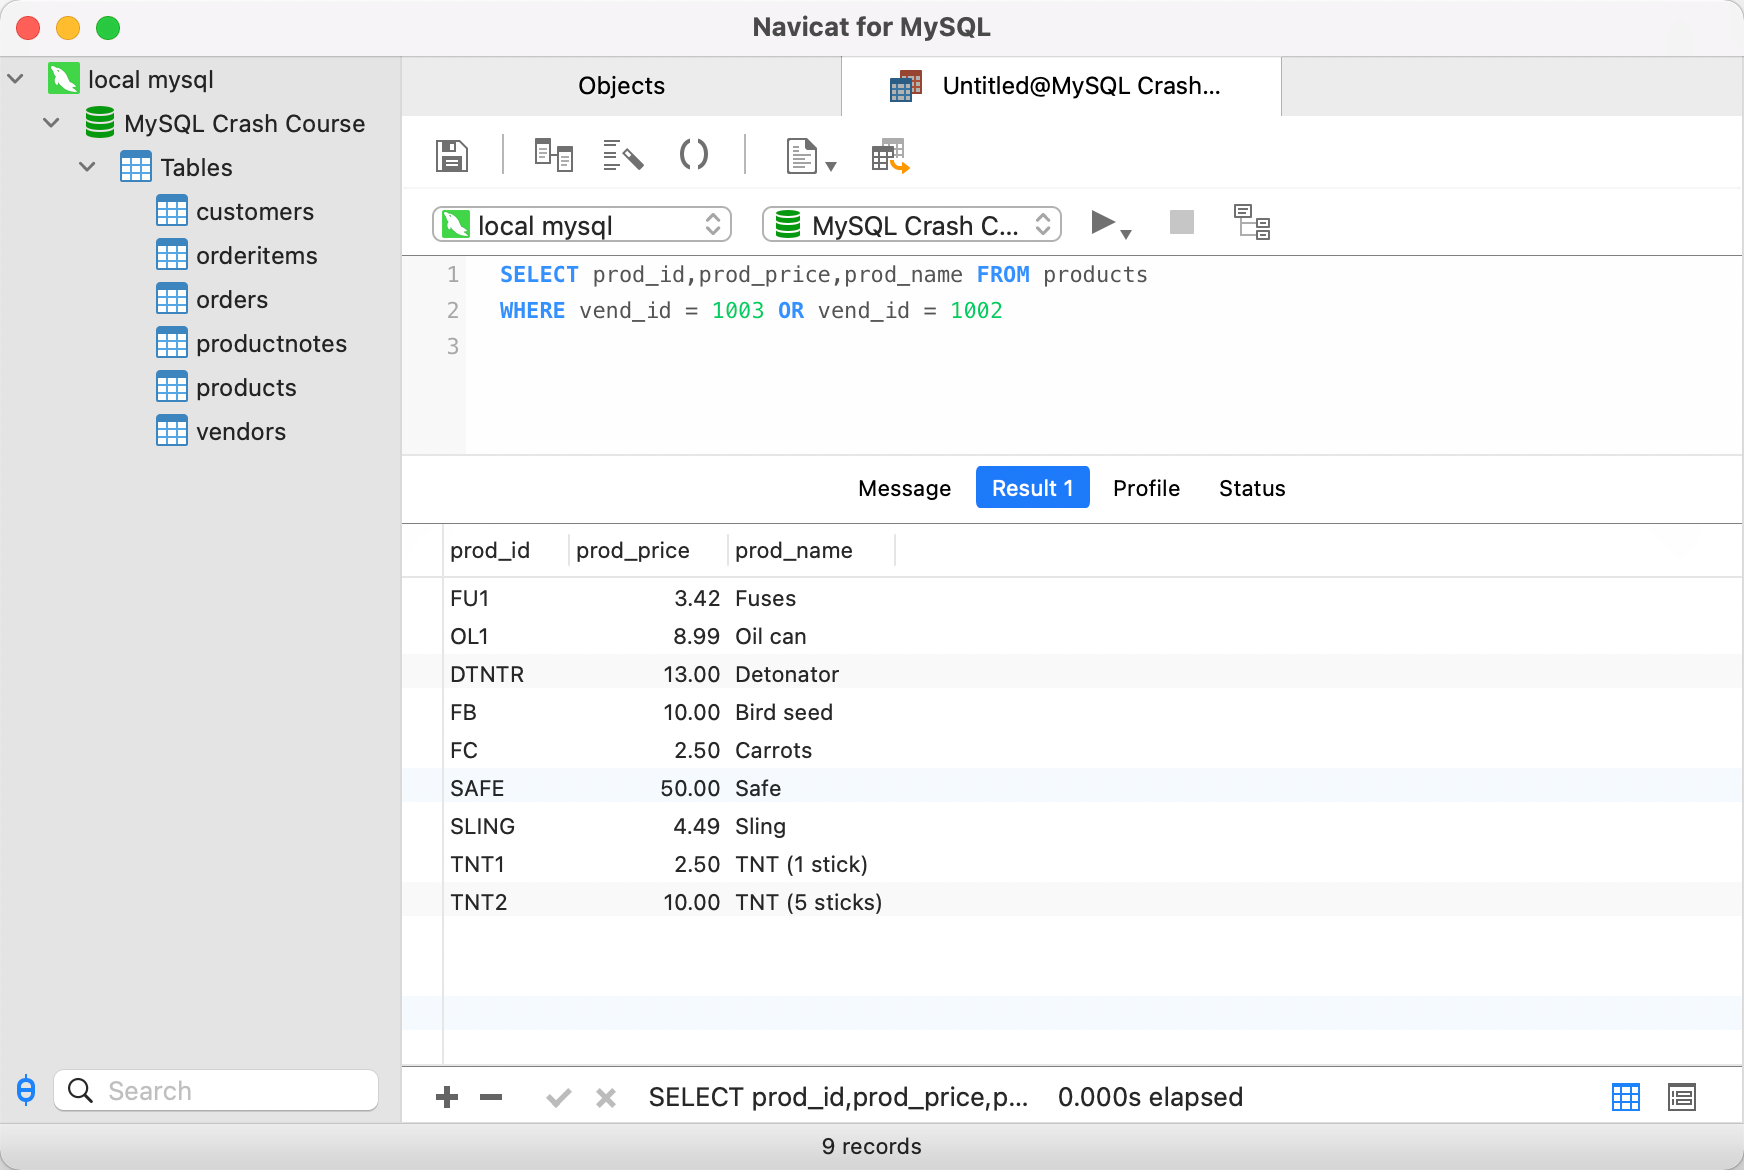 Navicat for MySQL
local mysql
MySQL Crash Course
Tables
customers
orderitems
orders
productnotes
products
vendors
Search
Objects
Untitled@MySQL Crash...
local mysql
MySQL Crash C...
1 SELECT prod_id,prod_price,prod_name FROM products
2 WHERE vend_id = 1003 OR vend_id = 1002
3
Message Result 1 Profile Status
prod_id prod_price prod_name
FU1 3.42 Fuses
OL1 8.99 Oil can
DTNTR 13.00 Detonator
FB 10.00 Bird seed
FC 2.50 Carrots
SAFE 50.00 Safe
SLING 4.49 Sling
TNT1 2.50 TNT (1 stick)
TNT2 10.00 TNT (5 sticks)
SELECT prod_id,prod_price,p... 0.000s elapsed
9 records